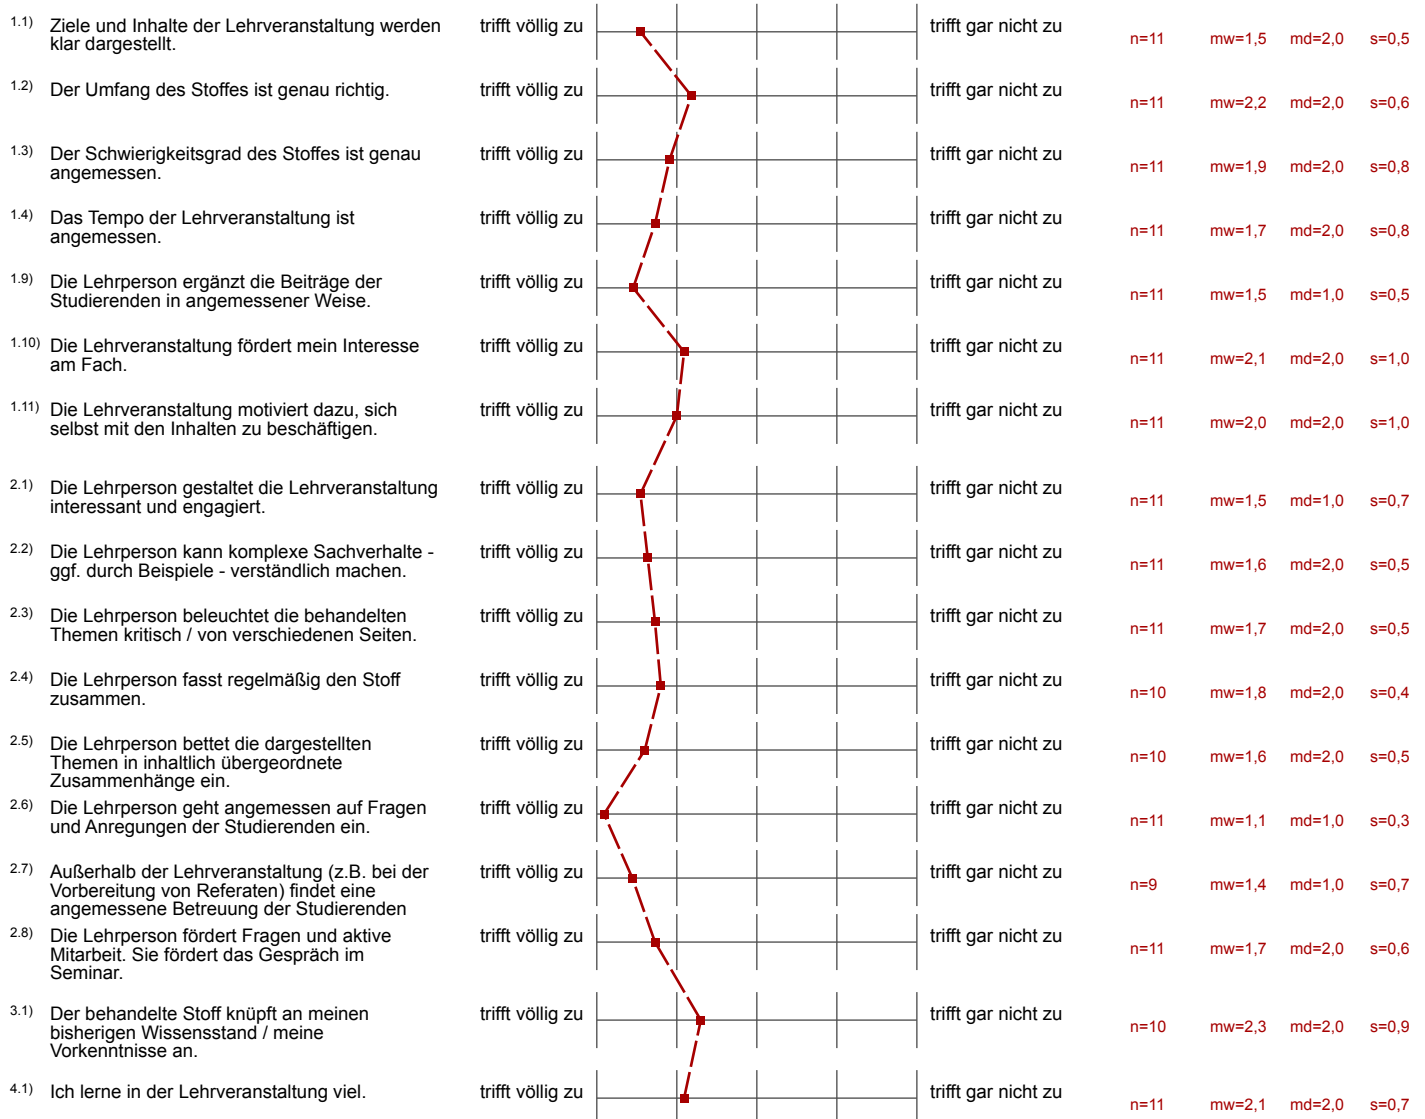 1.1) Ziele und Inhalte der Lehrveranstaltung werden trifft völlig zu trifft gar nicht zu
klar dargestellt. n=11 mw=1,5 md=2,0 s=0,5
1.2) Der Umfang des Stoffes ist genau richtig. trifft völlig zu trifft gar nicht zu
n=11 mw=2,2 md=2,0 s=0,6
1.3) Der Schwierigkeitsgrad des Stoffes ist genau trifft völlig zu trifft gar nicht zu
angemessen. n=11 mw=1,9 md=2,0 s=0,8
1.4) Das Tempo der Lehrveranstaltung ist trifft völlig zu trifft gar nicht zu
angemessen. n=11 mw=1,7 md=2,0 s=0,8
1.9) Die Lehrperson ergänzt die Beiträge der trifft völlig zu trifft gar nicht zu
Studierenden in angemessener Weise. n=11 mw=1,5 md=1,0 s=0,5
1.10) Die Lehrveranstaltung fördert mein Interesse trifft völlig zu trifft gar nicht zu
am Fach. n=11 mw=2,1 md=2,0 s=1,0
1.11) Die Lehrveranstaltung motiviert dazu, sich trifft völlig zu trifft gar nicht zu
selbst mit den Inhalten zu beschäftigen. n=11 mw=2,0 md=2,0 s=1,0
2.1) Die Lehrperson gestaltet die Lehrveranstaltung trifft völlig zu trifft gar nicht zu
interessant und engagiert. n=11 mw=1,5 md=1,0 s=0,7
2.2) Die Lehrperson kann komplexe Sachverhalte - trifft völlig zu trifft gar nicht zu
ggf. durch Beispiele - verständlich machen. n=11 mw=1,6 md=2,0 s=0,5
2.3) Die Lehrperson beleuchtet die behandelten trifft völlig zu trifft gar nicht zu
Themen kritisch / von verschiedenen Seiten. n=11 mw=1,7 md=2,0 s=0,5
2.4) Die Lehrperson fasst regelmäßig den Stoff trifft völlig zu trifft gar nicht zu
zusammen. n=10 mw=1,8 md=2,0 s=0,4
2.5) Die Lehrperson bettet die dargestellten trifft völlig zu trifft gar nicht zu
Themen in inhaltlich übergeordnete n=10 mw=1,6 md=2,0 s=0,5
Zusammenhänge ein.
2.6) Die Lehrperson geht angemessen auf Fragen trifft völlig zu trifft gar nicht zu
und Anregungen der Studierenden ein. n=11 mw=1,1 md=1,0 s=0,3
2.7) Außerhalb der Lehrveranstaltung (z.B. bei der trifft völlig zu trifft gar nicht zu
Vorbereitung von Referaten) findet eine n=9 mw=1,4 md=1,0 s=0,7
angemessene Betreuung der Studierenden
2.8) Die Lehrperson fördert Fragen und aktive trifft völlig zu trifft gar nicht zu
Mitarbeit. Sie fördert das Gespräch im n=11 mw=1,7 md=2,0 s=0,6
Seminar.
3.1) Der behandelte Stoff knüpft an meinen trifft völlig zu trifft gar nicht zu
bisherigen Wissensstand / meine n=10 mw=2,3 md=2,0 s=0,9
Vorkenntnisse an.
4.1) Ich lerne in der Lehrveranstaltung viel. trifft völlig zu trifft gar nicht zu
n=11 mw=2,1 md=2,0 s=0,7